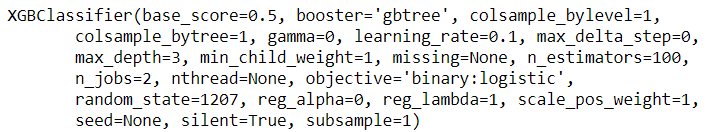 XGBClassifier(base_score=0.5, booster='gbtree', colsample_bylevel=1,
colsample_bytree=1, gamma=0, learning_rate=0.1, max_delta_step=0,
max_depth=3, min_child_weight=1, missing=None, n_estimators=100,
n_jobs=2, nthread=None, objective='binary:logistic',
random_state=1207, reg_alpha=0, reg_lambda=1, scale_pos_weight=1,
seed=None, silent=True, subsample=1)